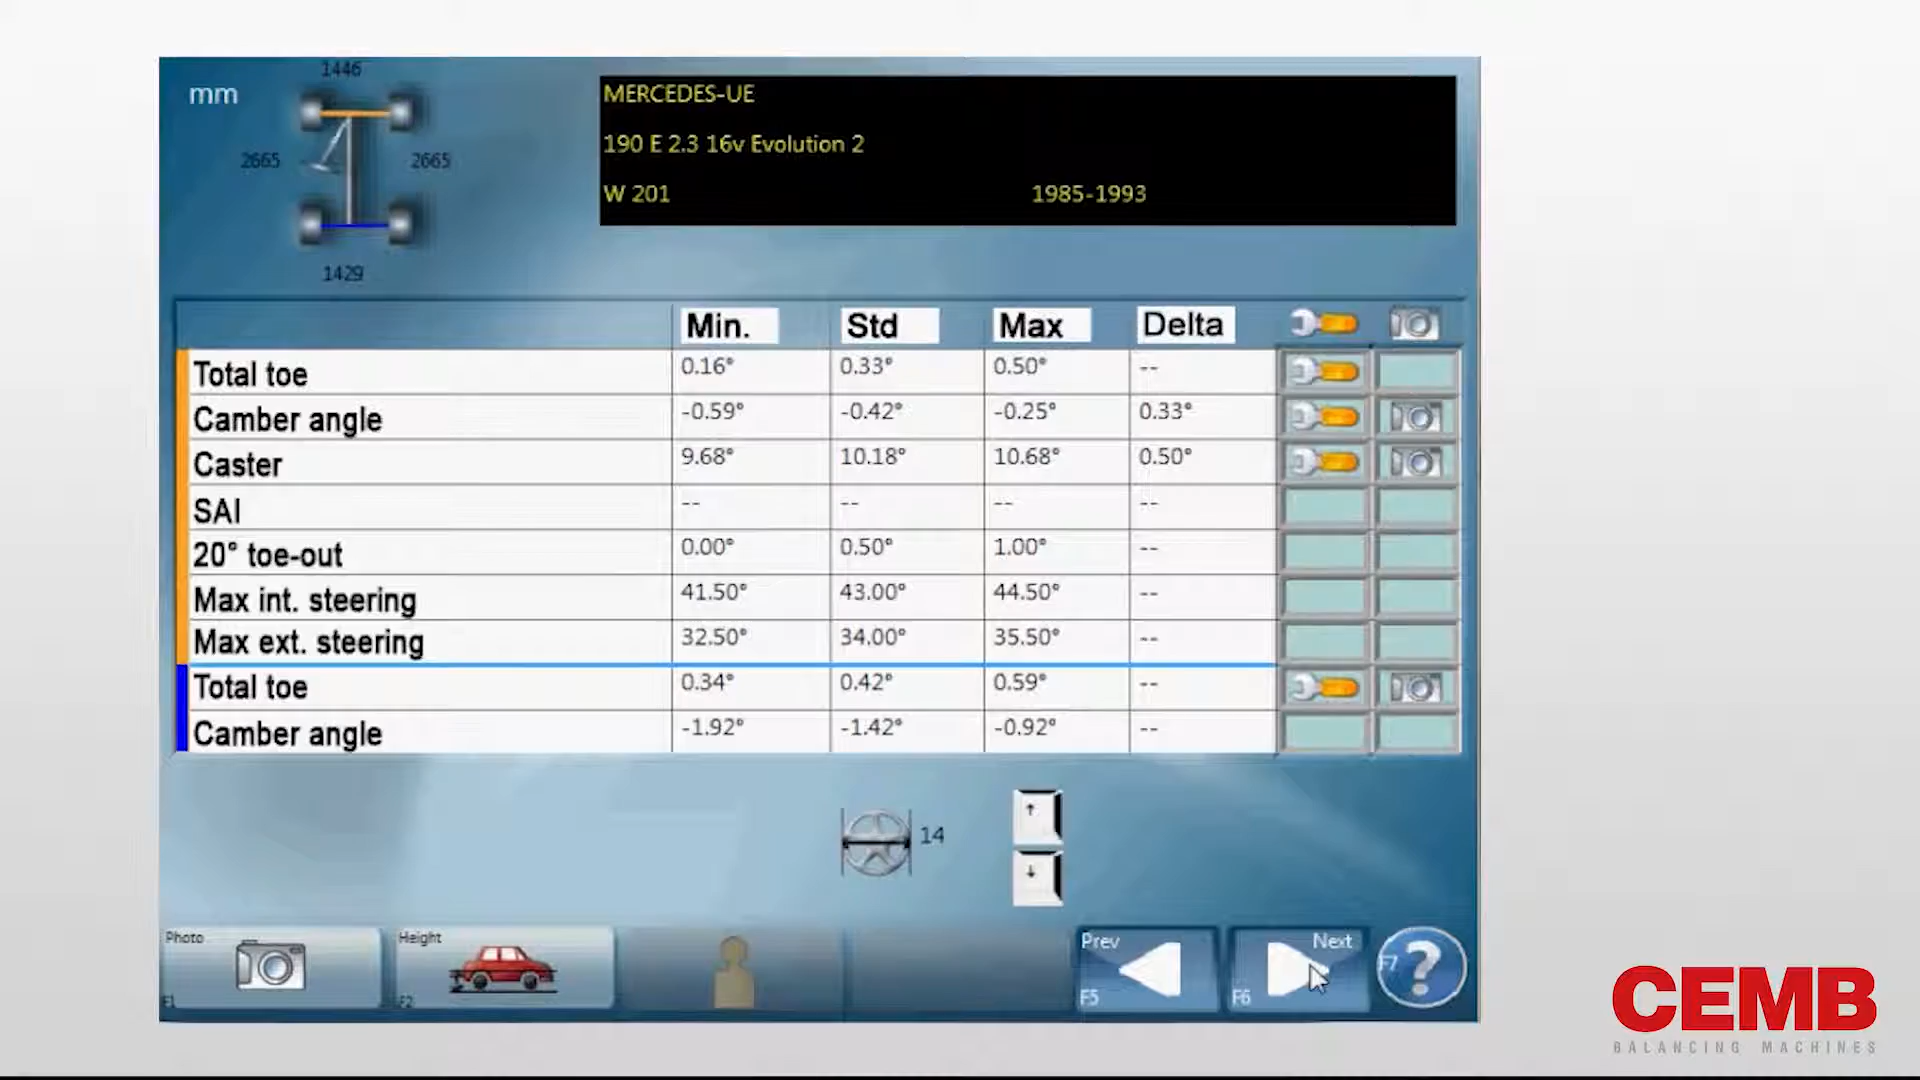 1446
mm
2665 2665
1429
MERCEDES-UE
190 E 2.3 16v Evolution 2
W 201 1985-1993
Min. Std Max Delta
Total toe 0.16° 0.33° 0.50° --
Camber angle -0.59° -0.42° -0.25° 0.33°
Caster 9.68° 10.18° 10.68° 0.50°
SAI -- -- -- --
20° toe-out 0.00° 0.50° 1.00° --
Max int. steering 41.50° 43.00° 44.50° --
Max ext. steering 32.50° 34.00° 35.50° --
Total toe 0.34° 0.42° 0.59° --
Camber angle -1.92° -1.42° -0.92° --
14
↑
↓
Photo
F1
Height
F2
Prev
F5
Next
F6
F7 ?
CEMB
BALANCING MACHINES